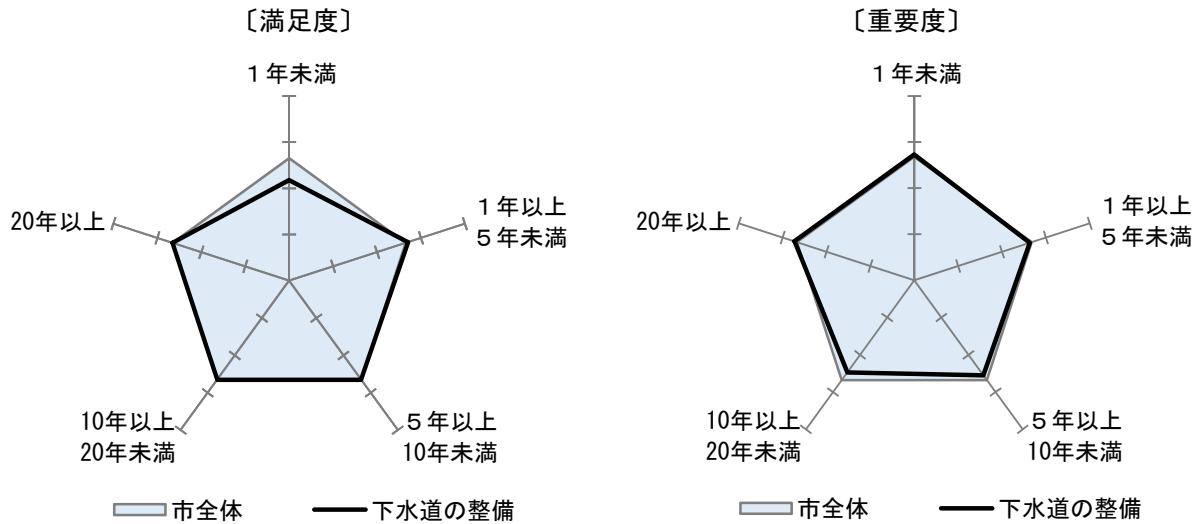 〔満足度〕
１年未満
１年以上
５年未満
５年以上
10年未満
10年以上
20年未満
20年以上
市全体
下水道の整備
〔重要度〕
１年未満
１年以上
５年未満
５年以上
10年未満
10年以上
20年未満
20年以上
市全体
下水道の整備